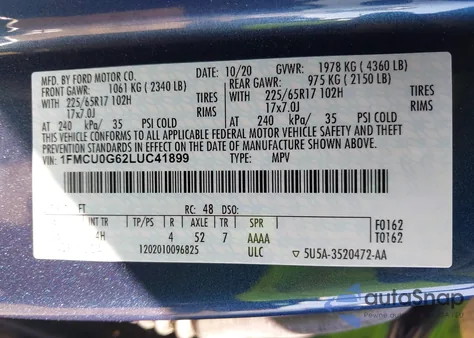 MFD. BY FORD MOTOR CO. 10/20 GVWR: 1978 KG ( 4360 LB)
FRONT GAWR: 1061 KG ( 2340 LB) REAR GAWR: 975 KG ( 2150 LB)
WITH 225/65R17 102H TIRES WITH 225/65R17 102H TIRES
17x7.0J RIMS 17x7.0J RIMS
AT 240 kPa/ 35 PSI COLD AT 240 kPa/ 35 PSI COLD
THIS VEHICLE CONFORMS TO ALL APPLICABLE FEDERAL MOTOR VEHICLE SAFETY AND
STANDARDS IN EFFECT ON THE DATE OF MANUFACTURE SHOWN ABOVE.
VIN: 1FMCU0G62LUC41899 TYPE: MPV
FT RC: 48 DSO:
INT TR TP/PS R AXLE TR SPR F0162
4H 4 52 7 AAAA T0162
1202010096825 ULC 5U5A-3520472-AA
autoSnap